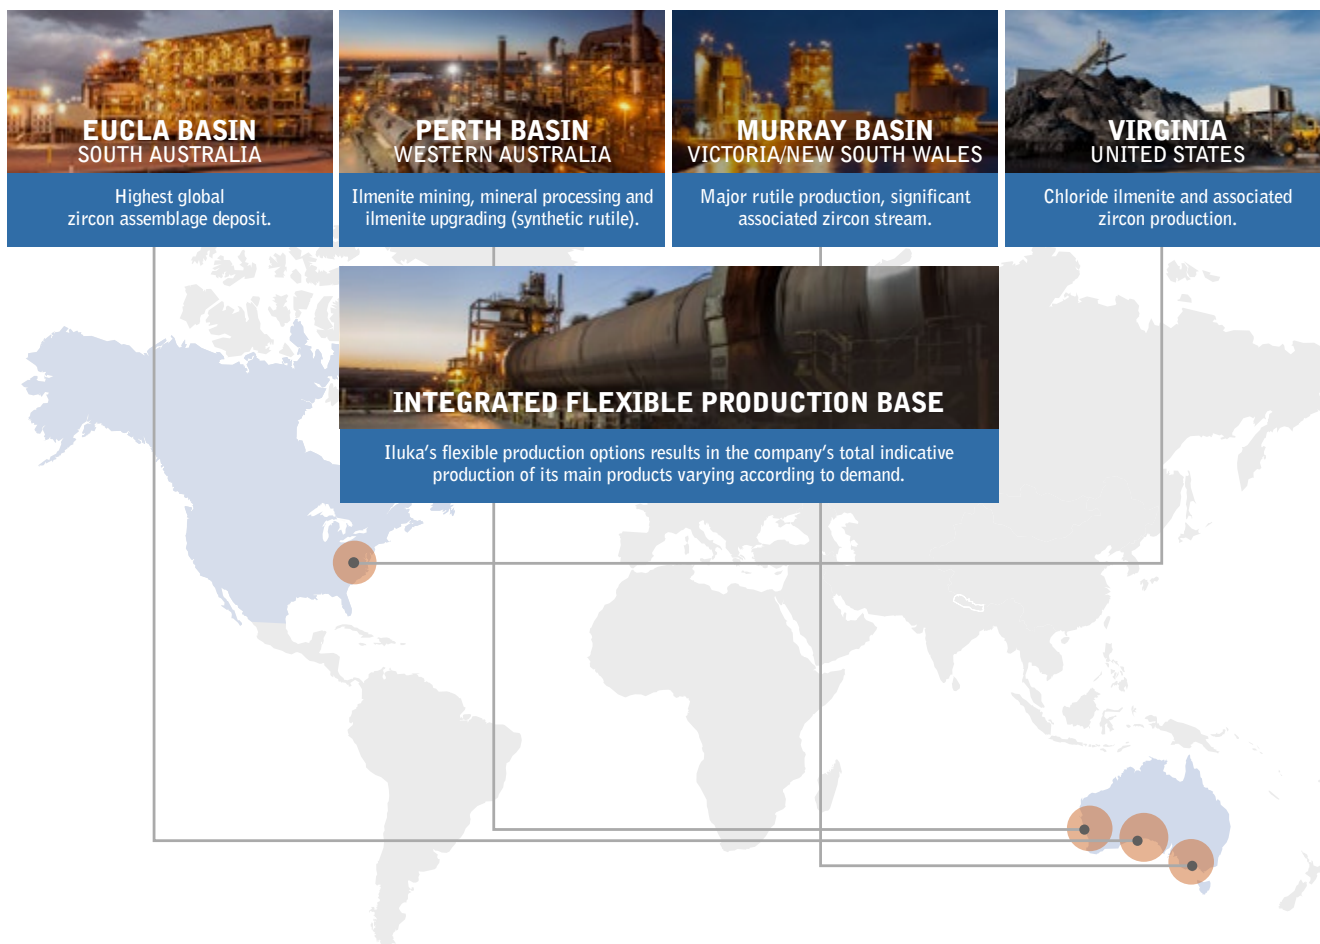 EUCLA BASIN
SOUTH AUSTRALIA
Highest global
zircon assemblage deposit.
PERTH BASIN
WESTERN AUSTRALIA
Ilmenite mining, mineral processing and
ilmenite upgrading (synthetic rutile).
MURRAY BASIN
VICTORIA/NEW SOUTH WALES
Major rutile production, significant
associated zircon stream.
VIRGINIA
UNITED STATES
Chloride ilmenite and associated
zircon production.
INTEGRATED FLEXIBLE PRODUCTION BASE
Iluka's flexible production options results in the company's total indicative
production of its main products varying according to demand.